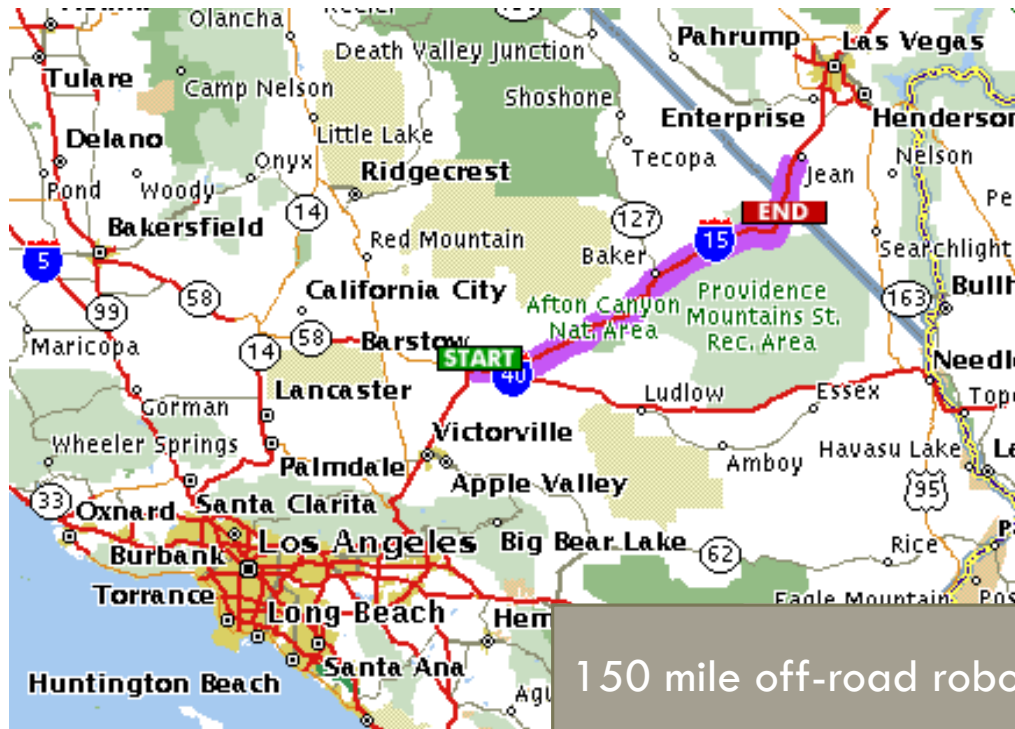 Olancha
Death Valley Junction
Pahrump
Las Vegas
Tulare
Camp Nelson
Shoshone
Enterprise
Henderson
Delano
Little Lake
Tecopa
Nelson
Onyx
Ridgecrest
Jean
Pond
Woody
14
127
END
Bakersfield
Red Mountain
15
Searchlight
5
Baker
58
California City
Afton Canyon
Nat. Area
Providence
Mountains St.
Rec. Area
163
99
Maricopa
14
58
Barstow
START
40
Lancaster
Ludlow
Essex
Gorman
Wheeler Springs
Victorville
Havasu Lake
Palmdale
Amboy
33
Santa Clarita
Apple Valley
95
Oxnard
Burbank
Los Angeles
Big Bear Lake
62
Rice
Torrance
Eagle Mountain
Long Beach
Hem
Santa Ana
Huntington Beach
150 mile off-road robo